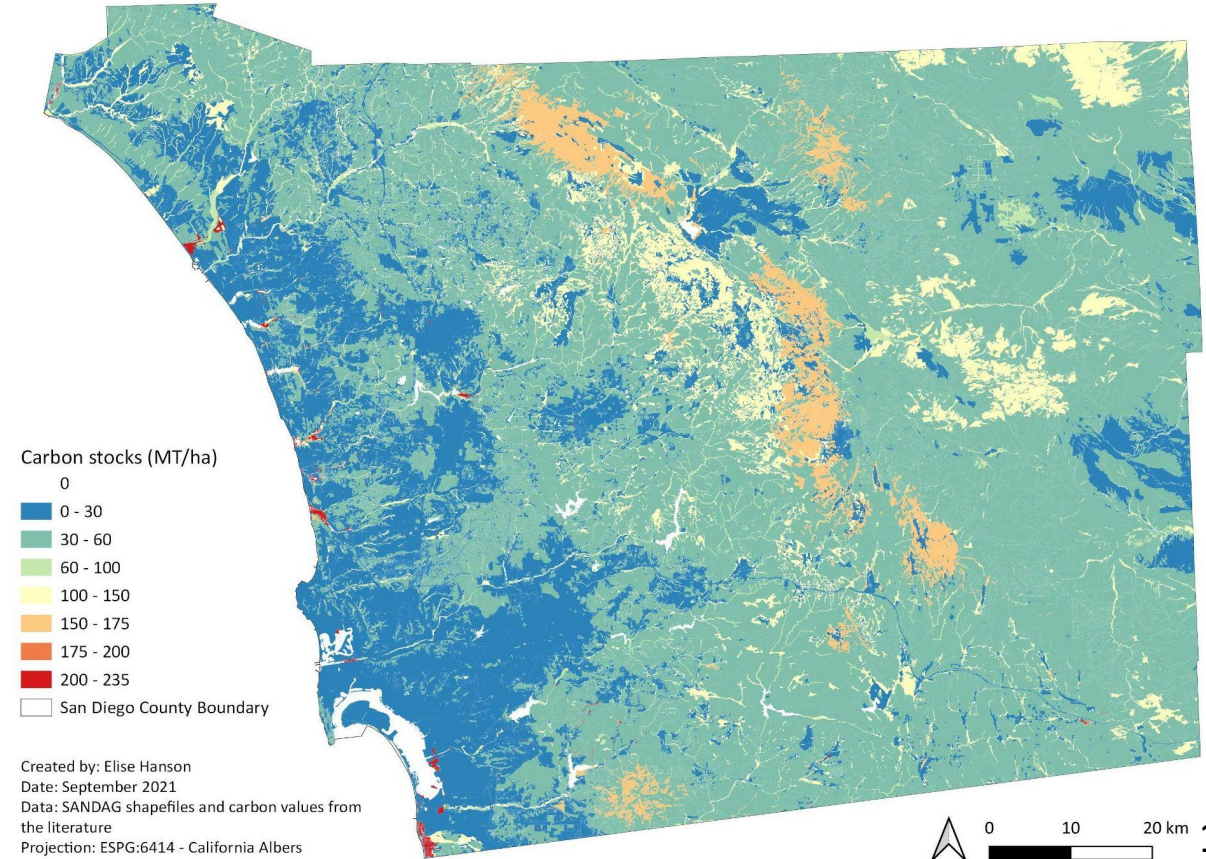 Carbon stocks (MT/ha)
0
0 - 30
30 - 60
60 - 100
100 - 150
150 - 175
175 - 200
200 - 235
San Diego County Boundary
Created by: Elise Hanson
Date: September 2021
Data: SANDAG shapefiles and carbon values from
the literature
Projection: ESPG:6414 - California Albers
0 10 20 km